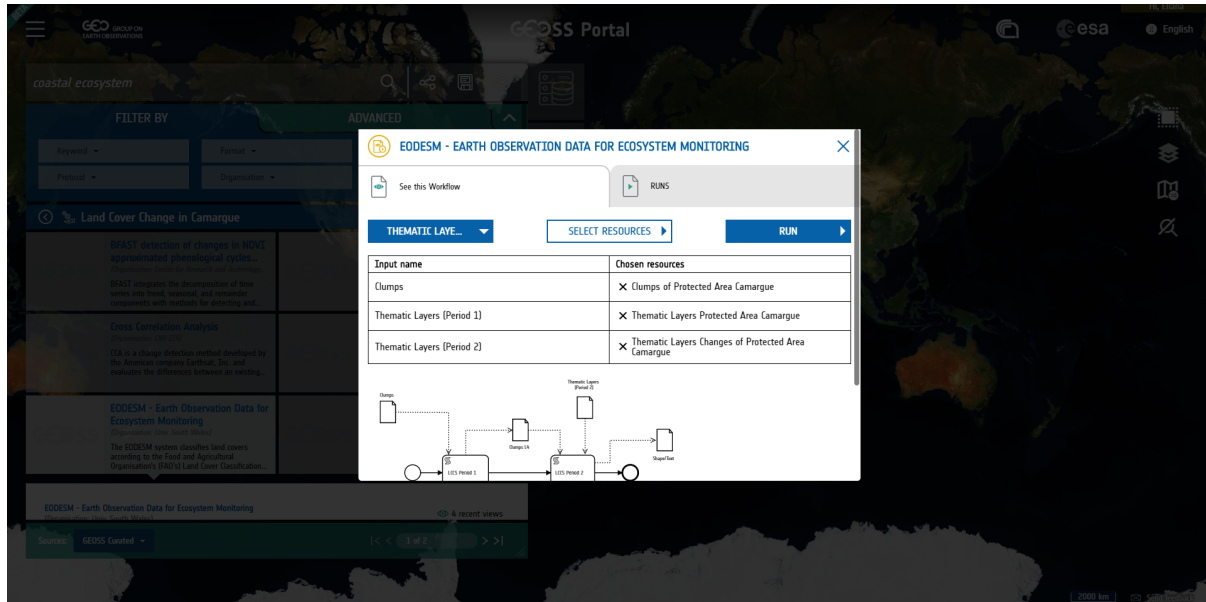 Hi, Eliana
GEO GROUP ON
EARTH OBSERVATIONS
GEOSS Portal
esa
English
coastal ecosystem
FILTER BY
ADVANCED
Keyword
Format
Protocol
Organisation
Land Cover Change in Camargue
BFAST detection of changes in NDVI
approximated phenological cycles...
BFAST integrates the decomposition of time
series into trend, seasonal, and remainder
components with methods for detecting and...
Cross Correlation Analysis
CCA is a change detection method developed by
the American company Earthsat, Inc. and
evaluates the differences between an existing...
EODESM - Earth Observation Data for
Ecosystem Monitoring
The EODESM system classifies land covers
according to the Food and Agricultural
Organisation's (FAO's) Land Cover Classification...
EODESM - Earth Observation Data for Ecosystem Monitoring
4 recent views
Sources:
GEOSS Curated
|< < 1 of 2 > >|
EODESM - EARTH OBSERVATION DATA FOR ECOSYSTEM MONITORING
See this Workflow
RUNS
THEMATIC LAYE...
SELECT RESOURCES
RUN
Input name
Chosen resources
Clumps
Clumps of Protected Area Camargue
Thematic Layers (Period 1)
Thematic Layers Protected Area Camargue
Thematic Layers (Period 2)
Thematic Layers Changes of Protected Area
Camargue
Thematic Layers
(Period 2)
Clumps
Clumps L4
Shape/Text
LCCS Period 1
LCCS Period 2
2000 km